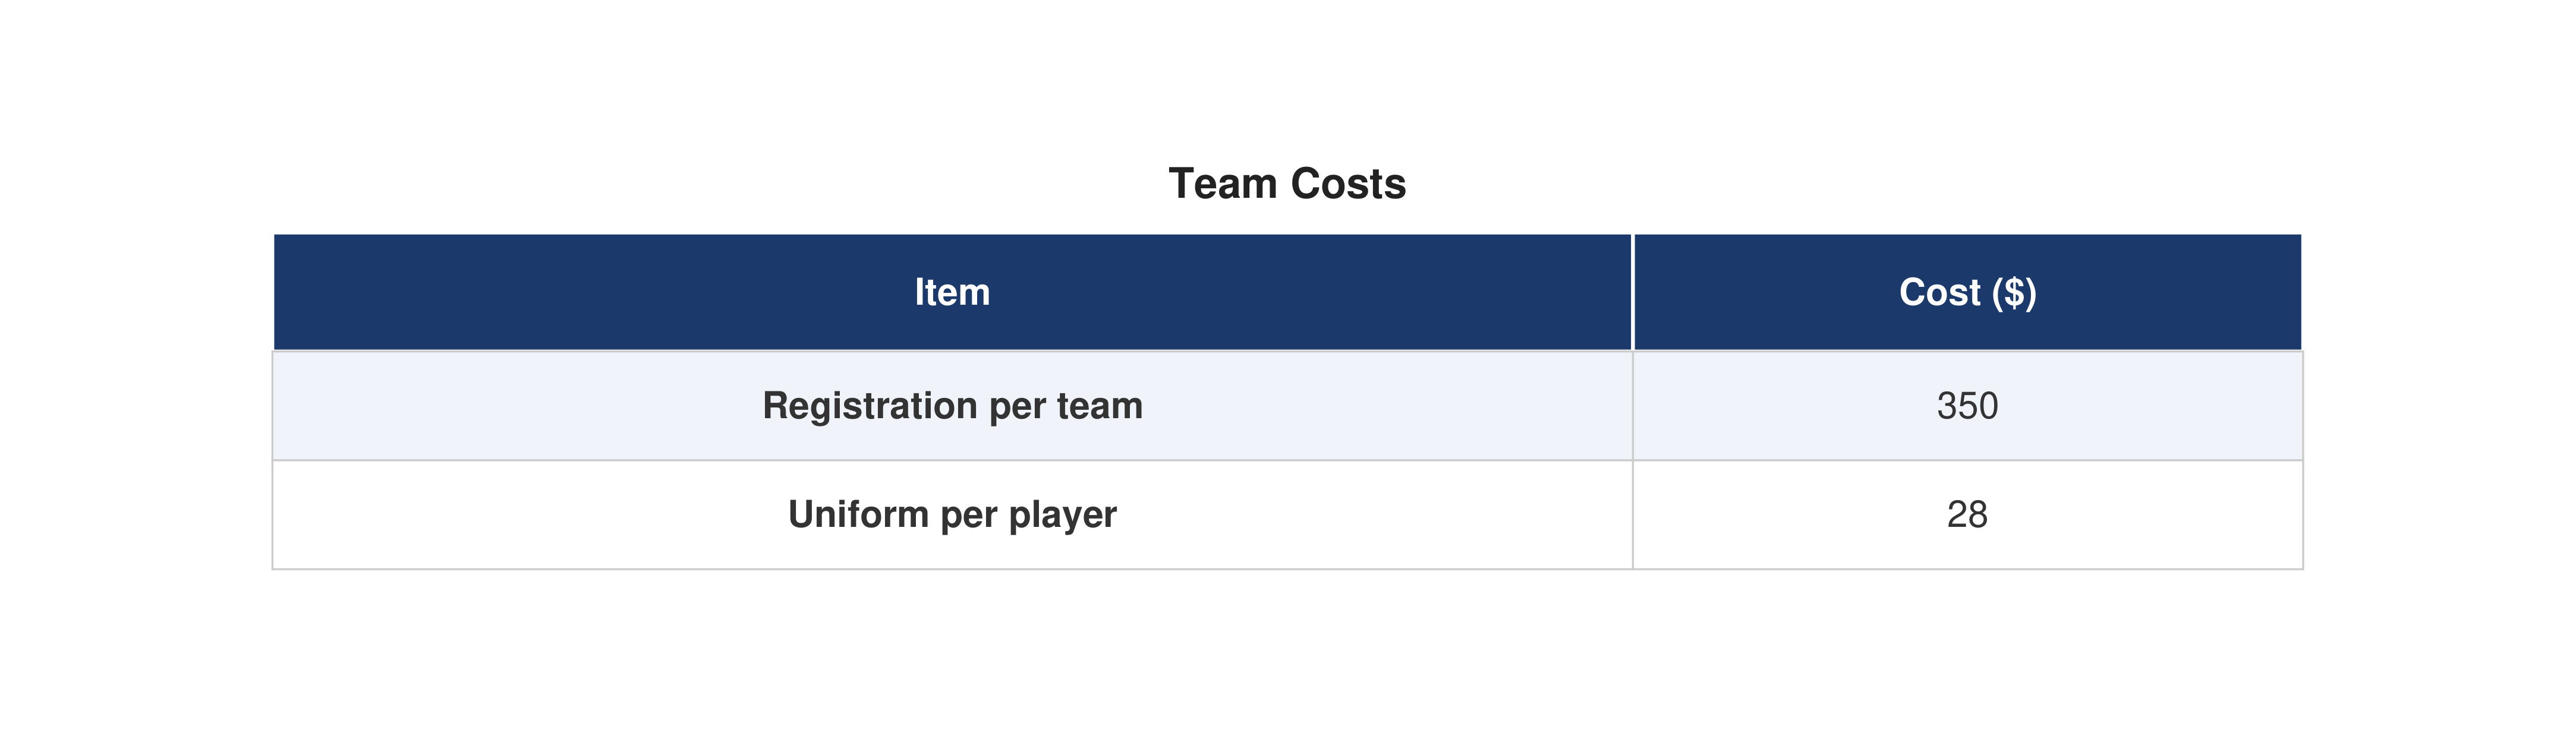 Team Costs
Item Cost ($)
Registration per team 350
Uniform per player 28